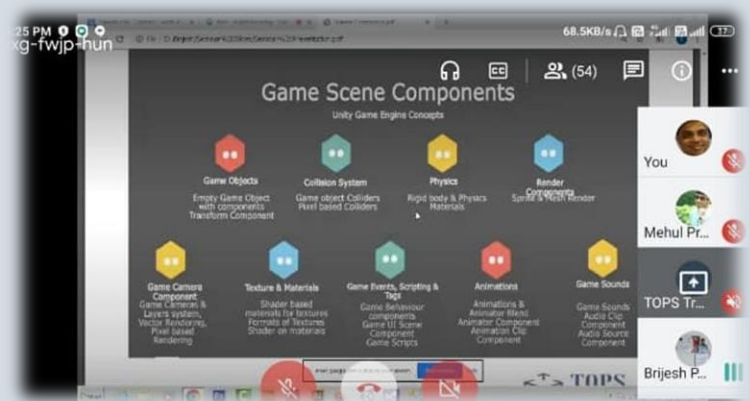 25 PM
68.5KB/s
37
xg-fwjp-hun
CC
(54)
Game Scene Components
Unity Game Engine Concepts
You
Game Objects
Collision System
Physics
Render
Components
Empty Game Object
with components
Transform Component
Game object Colliders
Pixel based Colliders
Rigid body & Physics
Materials
Sprite & Mesh Render
Mehul Pr...
Game Camera
Component
Texture & Materials
Game Events, Scripting &
Tags
Animations
Game Sounds
Game Cameras &
Layers system,
Vector Rendering,
Pixel based
Rendering
Shader based
materials for textures
Formats of Textures
Shader on materials
Game Behaviour
components
Game UI Scene
Component
Game Scripts
Animations &
Animator Blend
Animator Component
Animation Clip
Component
Game Sounds
Audio Clip
Component
Audio Source
Component
TOPS Tr...
Brijesh P...
TOPS